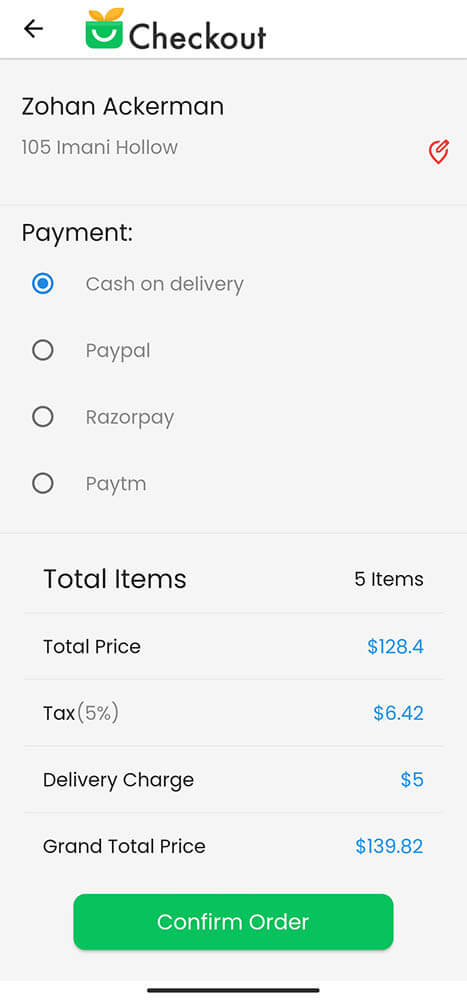 Checkout
Zohan Ackerman
105 Imani Hollow
Payment:
Cash on delivery
Paypal
Razorpay
Paytm
Total Items 5 Items
Total Price $128.4
Tax(5%) $6.42
Delivery Charge $5
Grand Total Price $139.82
Confirm Order